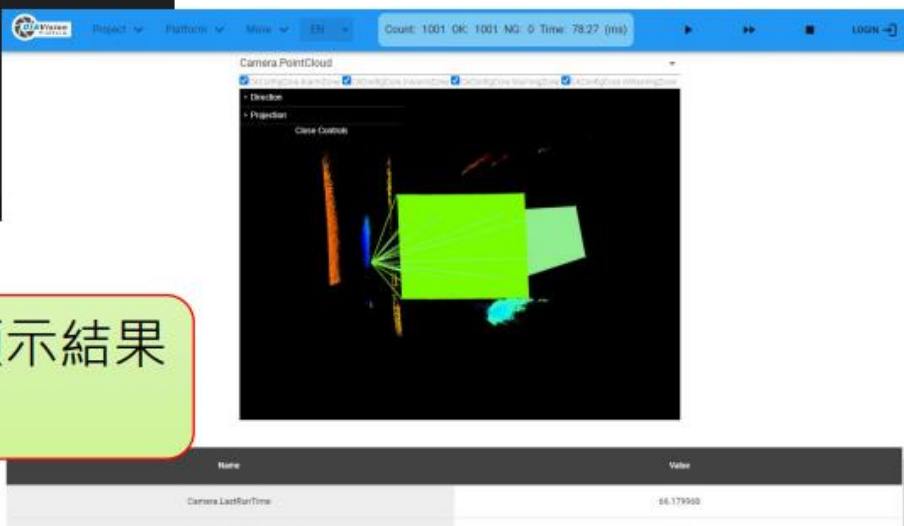 DIAVision
Project Platform More EN Count: 1001 OK: 1001 NG: 0 Time: 78.27 (ms) LOGIN
Camera.PointCloud
Direction
Projection
Close Controls
示結果
Name Value
Camera.LastRunTime 66.179960